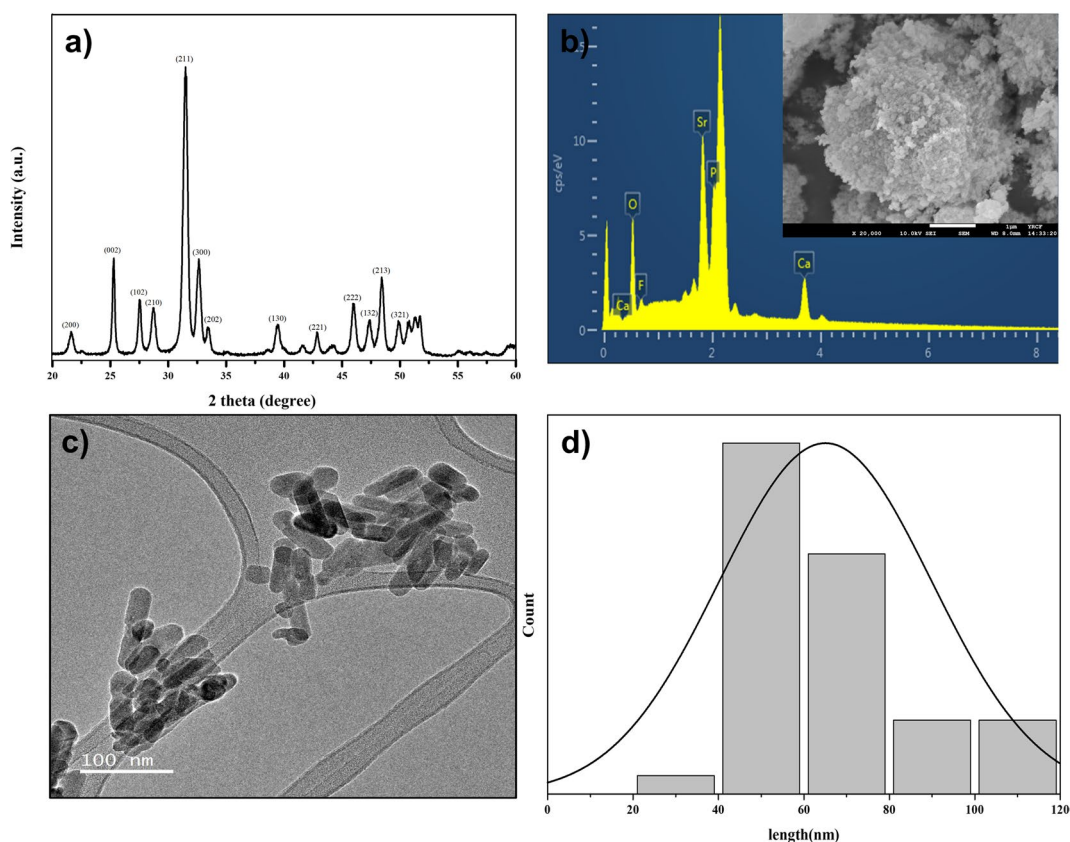 a)
(211)
(002)
(300)
(213)
(102)
(210)
(222)
(200)
(202)
(130)
(132)
(321)
(221)
Intensity (a.u.)
20 25 30 35 40 45 50 55 60
2 theta (degree)
b)
15
10
5
0
cps/eV
Sr
P
O
Ca
F
Ca
0 2 4 6 8
1µm YRCF
X 20,000 10.0kV SEI SEM WD 8.0mm 14:33:20
c)
100 nm
d)
Count
0 20 40 60 80 100 120
length(nm)